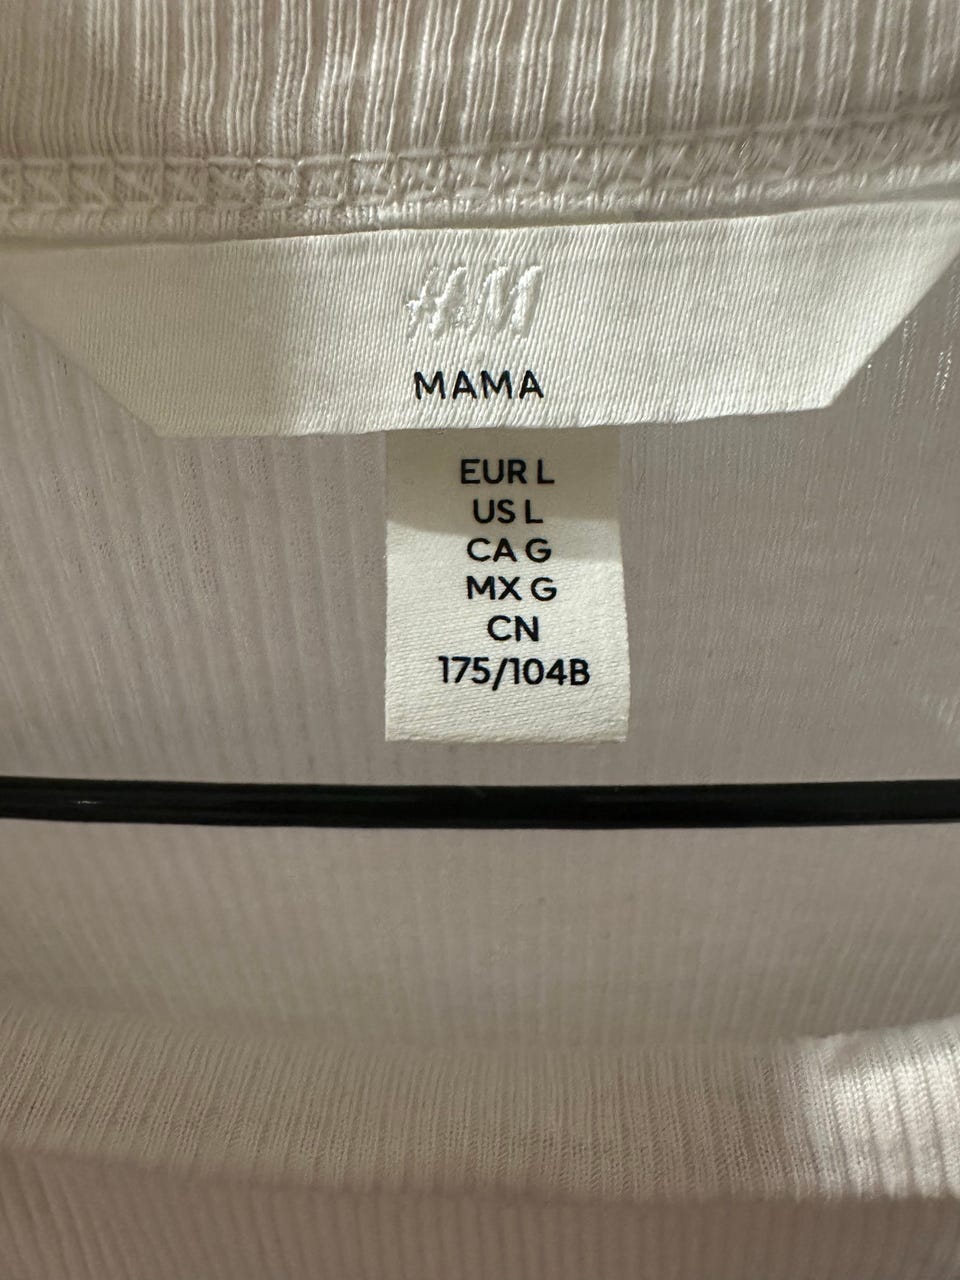 H&M
MAMA
EUR L
US L
CA G
MX G
CN
175/104B